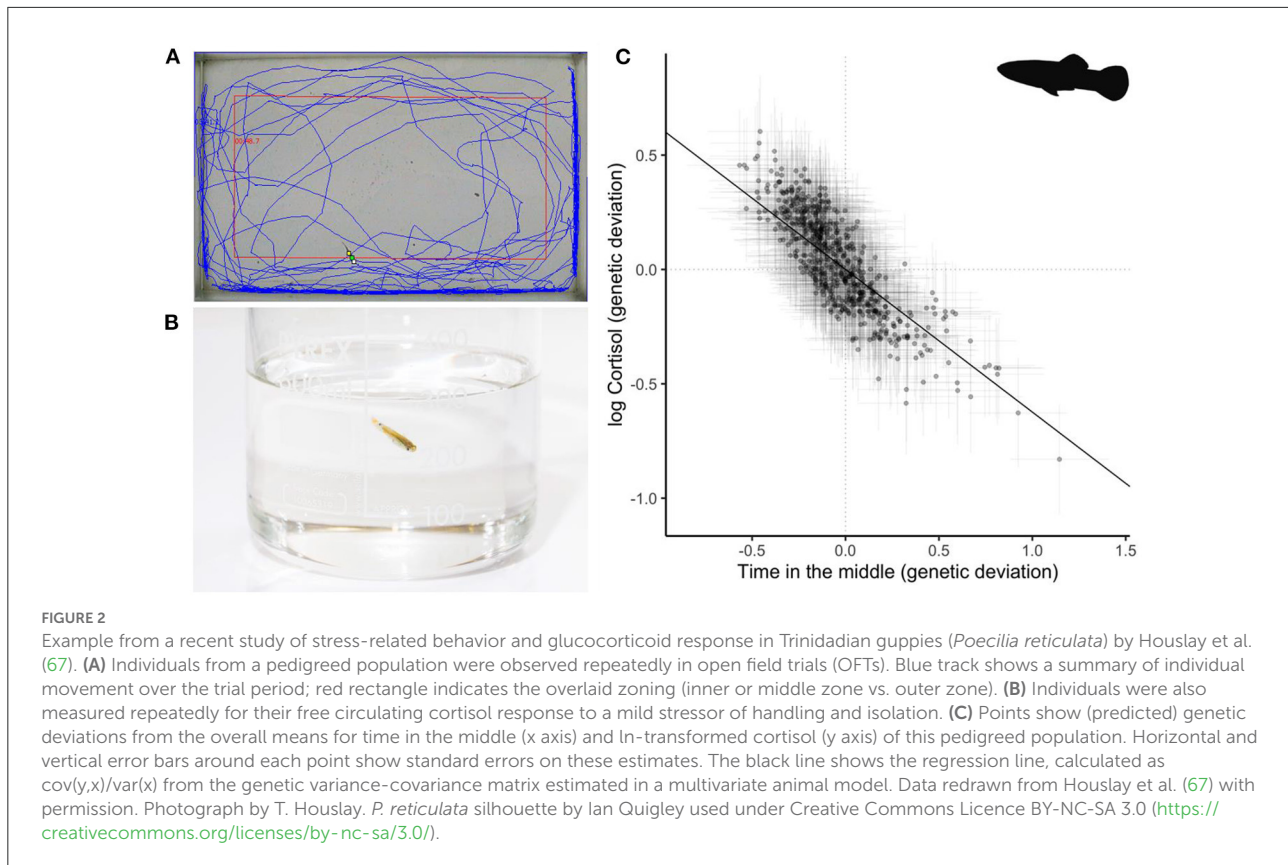 A
00:48.7
B
200
100
C
0.5
0.0
-0.5
-1.0
log Cortisol (genetic deviation)
-0.5 0.0 0.5 1.0 1.5
Time in the middle (genetic deviation)
FIGURE 2
Example from a recent study of stress-related behavior and glucocorticoid response in Trinidadian guppies (Poecilia reticulata) by Houslay et al.
(67). (A) Individuals from a pedigreed population were observed repeatedly in open field trials (OFTs). Blue track shows a summary of individual
movement over the trial period; red rectangle indicates the overlaid zoning (inner or middle zone vs. outer zone). (B) Individuals were also
measured repeatedly for their free circulating cortisol response to a mild stressor of handling and isolation. (C) Points show (predicted) genetic
deviations from the overall means for time in the middle (x axis) and ln-transformed cortisol (y axis) of this pedigreed population. Horizontal and
vertical error bars around each point show standard errors on these estimates. The black line shows the regression line, calculated as
cov(y,x)/var(x) from the genetic variance-covariance matrix estimated in a multivariate animal model. Data redrawn from Houslay et al. (67) with
permission. Photograph by T. Houslay. P. reticulata silhouette by Ian Quigley used under Creative Commons Licence BY-NC-SA 3.0 (https://
creativecommons.org/licenses/by-nc-sa/3.0/).